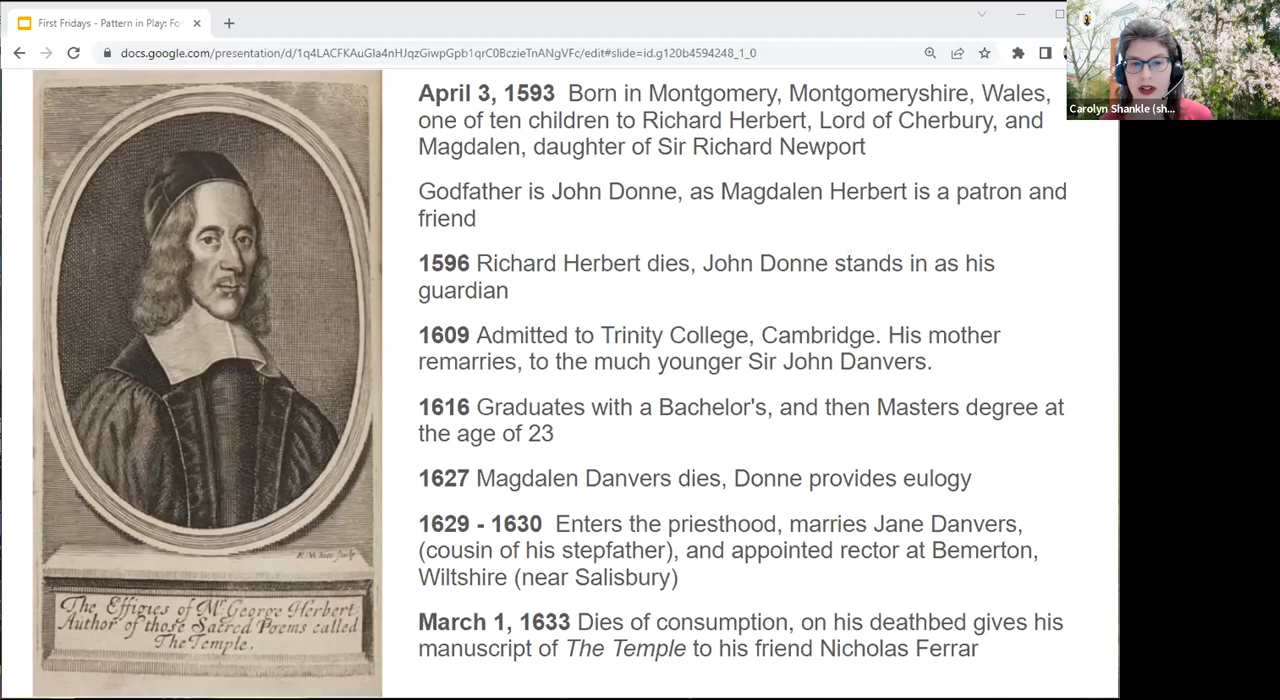 First Fridays - Pattern in Play: Fo
docs.google.com/presentation/d/1q4LACFKAuGla4nHJqzGiwpGpb1qrC0BczieTnANgVFc/edit#slide=id.g120b4594248_1_0
Carolyn Shankle (sh...
April 3, 1593 Born in Montgomery, Montgomeryshire, Wales,
one of ten children to Richard Herbert, Lord of Cherbury, and
Magdalen, daughter of Sir Richard Newport
Godfather is John Donne, as Magdalen Herbert is a patron and
friend
1596 Richard Herbert dies, John Donne stands in as his
guardian
1609 Admitted to Trinity College, Cambridge. His mother
remarries, to the much younger Sir John Danvers.
1616 Graduates with a Bachelor's, and then Masters degree at
the age of 23
1627 Magdalen Danvers dies, Donne provides eulogy
1629 - 1630 Enters the priesthood, marries Jane Danvers,
(cousin of his stepfather), and appointed rector at Bemerton,
Wiltshire (near Salisbury)
March 1, 1633 Dies of consumption, on his deathbed gives his
manuscript of The Temple to his friend Nicholas Ferrar
R. White sculp
The Effigies of Mr George Herbert
Author of those Sacred Poems called
The Temple.